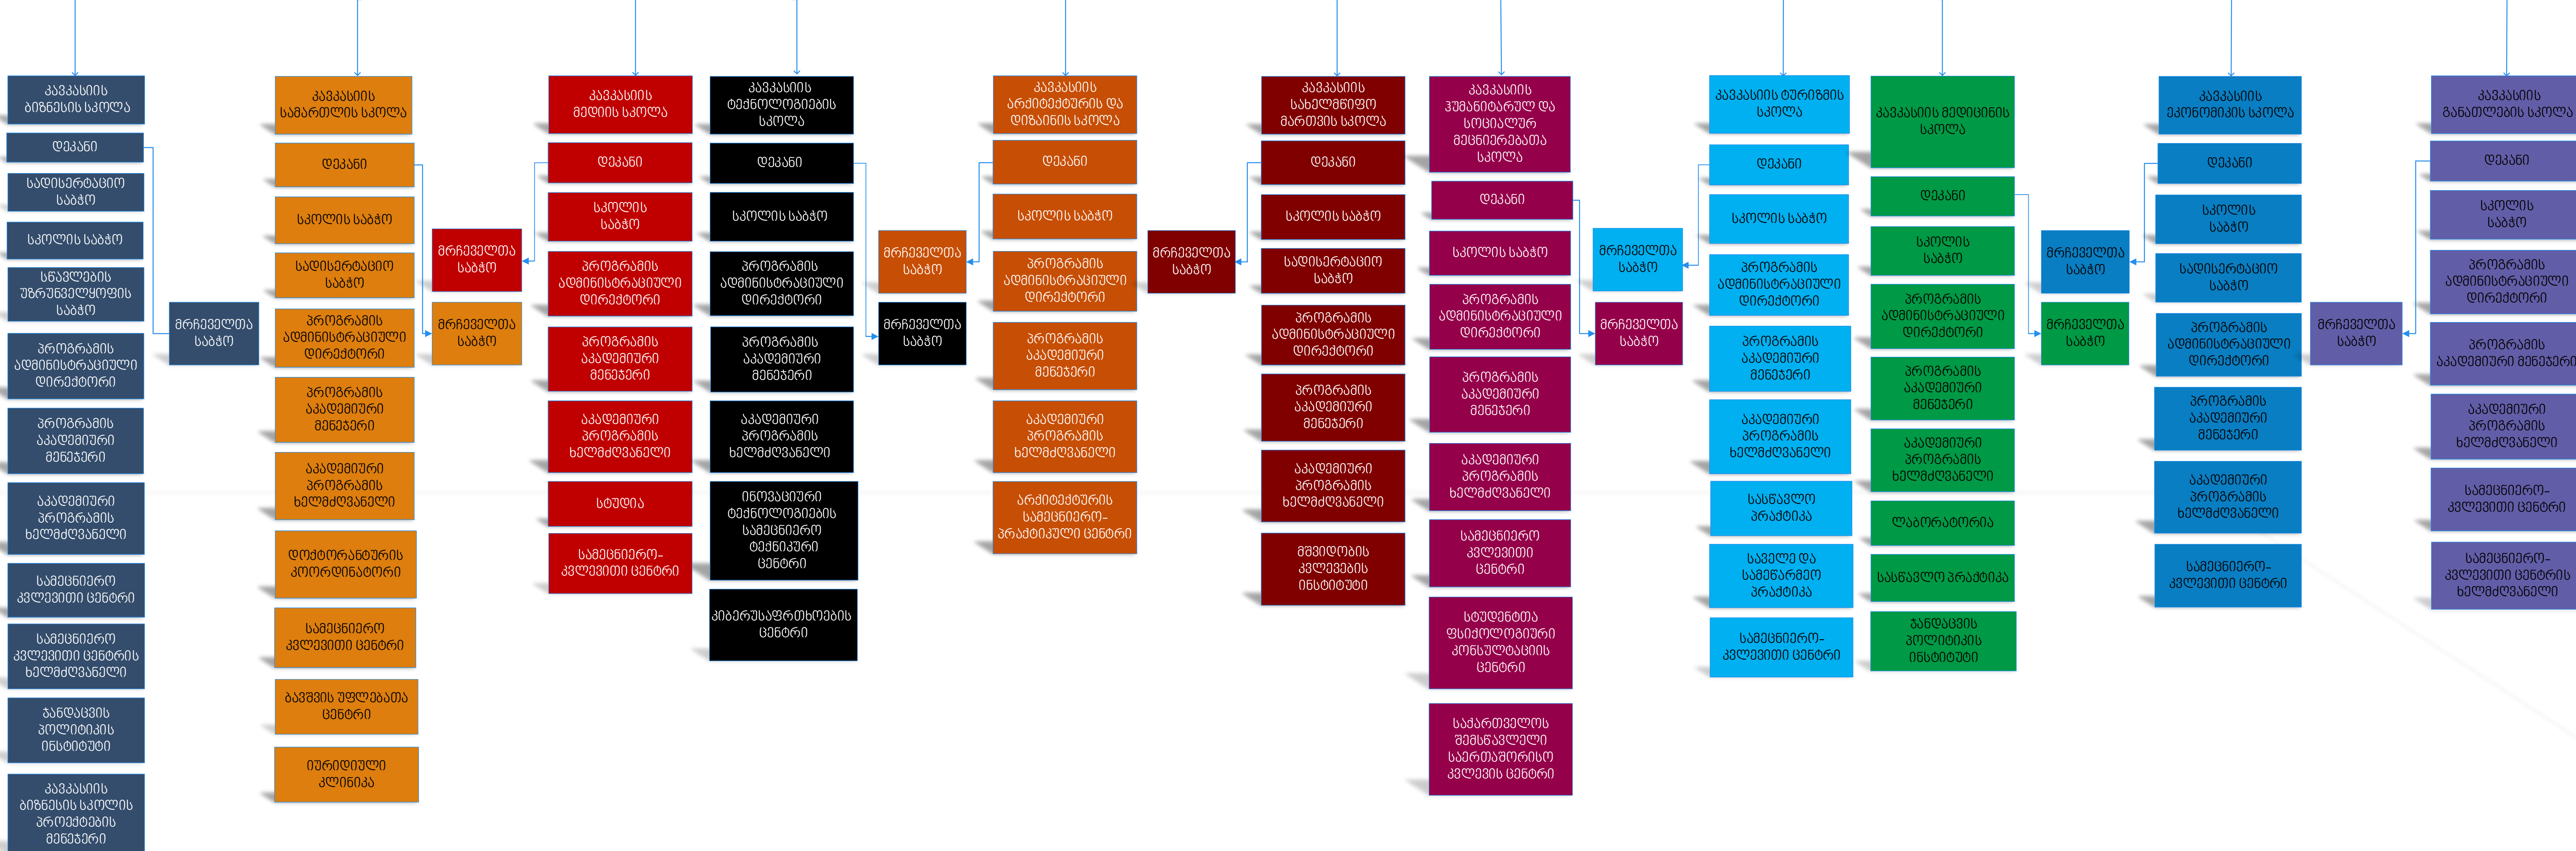 კავკასიის
ბიზნესის სკოლა
დეკანი
სადისერტაციო
საბჭო
სკოლის საბჭო
სწავლების
უზრუნველყოფის
საბჭო
პროგრამის
ადმინისტრაციული
დირექტორი
პროგრამის
აკადემიური
მენეჯერი
აკადემიური
პროგრამის
ხელმძღვანელი
სამეცნიერო
კვლევითი ცენტრი
სამეცნიერო
კვლევითი ცენტრის
ხელმძღვანელი
ჯანდაცვის
პოლიტიკის
ინსტიტუტი
კავკასიის
ბიზნესის სკოლის
პროექტების
მენეჯერი
მრჩეველთა
საბჭო
კავკასიის
სამართლის სკოლა
დეკანი
სკოლის საბჭო
სადისერტაციო
საბჭო
პროგრამის
ადმინისტრაციული
დირექტორი
პროგრამის
აკადემიური
მენეჯერი
აკადემიური
პროგრამის
ხელმძღვანელი
დოქტორანტურის
კოორდინატორი
სამეცნიერო
კვლევითი ცენტრი
ბავშვის უფლებათა
ცენტრი
იურიდიული
კლინიკა
მრჩეველთა
საბჭო
მრჩეველთა
საბჭო
კავკასიის
მედიის სკოლა
დეკანი
სკოლის
საბჭო
პროგრამის
ადმინისტრაციული
დირექტორი
პროგრამის
აკადემიური
მენეჯერი
აკადემიური
პროგრამის
ხელმძღვანელი
სტუდია
სამეცნიერო-
კვლევითი ცენტრი
კავკასიის
ტექნოლოგიების
სკოლა
დეკანი
სკოლის საბჭო
პროგრამის
ადმინისტრაციული
დირექტორი
პროგრამის
აკადემიური
მენეჯერი
აკადემიური
პროგრამის
ხელმძღვანელი
ინოვაციური
ტექნოლოგიების
სამეცნიერო
ტექნიკური
ცენტრი
კიბერუსაფრთხოების
ცენტრი
მრჩეველთა
საბჭო
მრჩეველთა
საბჭო
კავკასიის
არქიტექტურის და
დიზაინის სკოლა
დეკანი
სკოლის საბჭო
პროგრამის
ადმინისტრაციული
დირექტორი
პროგრამის
აკადემიური
მენეჯერი
აკადემიური
პროგრამის
ხელმძღვანელი
არქიტექტურის
სამეცნიერო-
პრაქტიკული ცენტრი
მრჩეველთა
საბჭო
კავკასიის
სახელმწიფო
მართვის სკოლა
დეკანი
სკოლის საბჭო
სადისერტაციო
საბჭო
პროგრამის
ადმინისტრაციული
დირექტორი
პროგრამის
აკადემიური
მენეჯერი
აკადემიური
პროგრამის
ხელმძღვანელი
მშვიდობის
კვლევების
ინსტიტუტი
კავკასიის
ჰუმანიტარულ და
სოციალურ
მეცნიერებათა
სკოლა
დეკანი
სკოლის საბჭო
პროგრამის
ადმინისტრაციული
დირექტორი
პროგრამის
აკადემიური
მენეჯერი
აკადემიური
პროგრამის
ხელმძღვანელი
სამეცნიერო
კვლევითი
ცენტრი
სტუდენტთა
ფსიქოლოგიური
კონსულტაციის
ცენტრი
საქართველოს
შემსწავლელი
საერთაშორისო
კვლევის ცენტრი
მრჩეველთა
საბჭო
მრჩეველთა
საბჭო
კავკასიის ტურიზმის
სკოლა
დეკანი
სკოლის საბჭო
პროგრამის
ადმინისტრაციული
დირექტორი
პროგრამის
აკადემიური
მენეჯერი
აკადემიური
პროგრამის
ხელმძღვანელი
სასწავლო
პრაქტიკა
საველე და
სამეწარმეო
პრაქტიკა
სამეცნიერო-
კვლევითი ცენტრი
კავკასიის მედიცინის
სკოლა
დეკანი
სკოლის
საბჭო
პროგრამის
ადმინისტრაციული
დირექტორი
პროგრამის
აკადემიური
მენეჯერი
აკადემიური
პროგრამის
ხელმძღვანელი
ლაბორატორია
სასწავლო პრაქტიკა
ჯანდაცვის
პოლიტიკის
ინსტიტუტი
მრჩეველთა
საბჭო
მრჩეველთა
საბჭო
კავკასიის
ეკონომიკის სკოლა
დეკანი
სკოლის
საბჭო
სადისერტაციო
საბჭო
პროგრამის
ადმინისტრაციული
დირექტორი
პროგრამის
აკადემიური
მენეჯერი
აკადემიური
პროგრამის
ხელმძღვანელი
სამეცნიერო-
კვლევითი ცენტრი
მრჩეველთა
საბჭო
კავკასიის
განათლების სკოლა
დეკანი
სკოლის
საბჭო
პროგრამის
ადმინისტრაციული
დირექტორი
პროგრამის
აკადემიური მენეჯერი
აკადემიური
პროგრამის
ხელმძღვანელი
სამეცნიერო-
კვლევითი ცენტრი
სამეცნიერო-
კვლევითი ცენტრის
ხელმძღვანელი